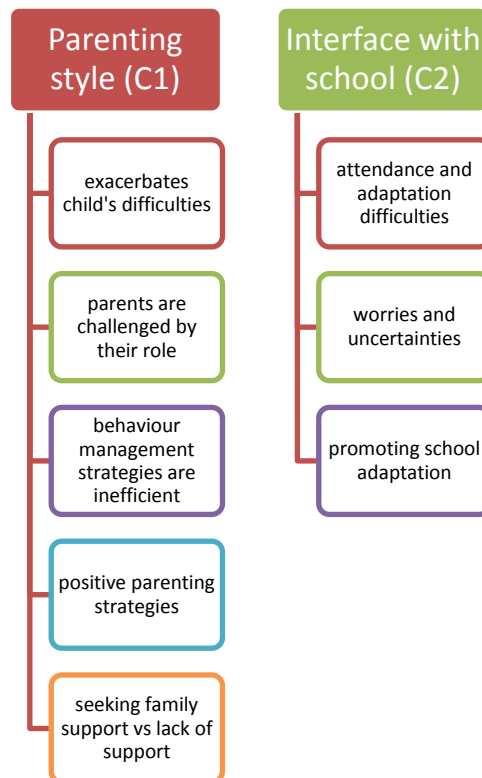 Parenting
style (C1)
exacerbates
child's difficulties
parents are
challenged by
their role
behaviour
management
strategies are
inefficient
positive parenting
strategies
seeking family
support vs lack of
support
Interface with
school (C2)
attendance and
adaptation
difficulties
worries and
uncertainties
promoting school
adaptation